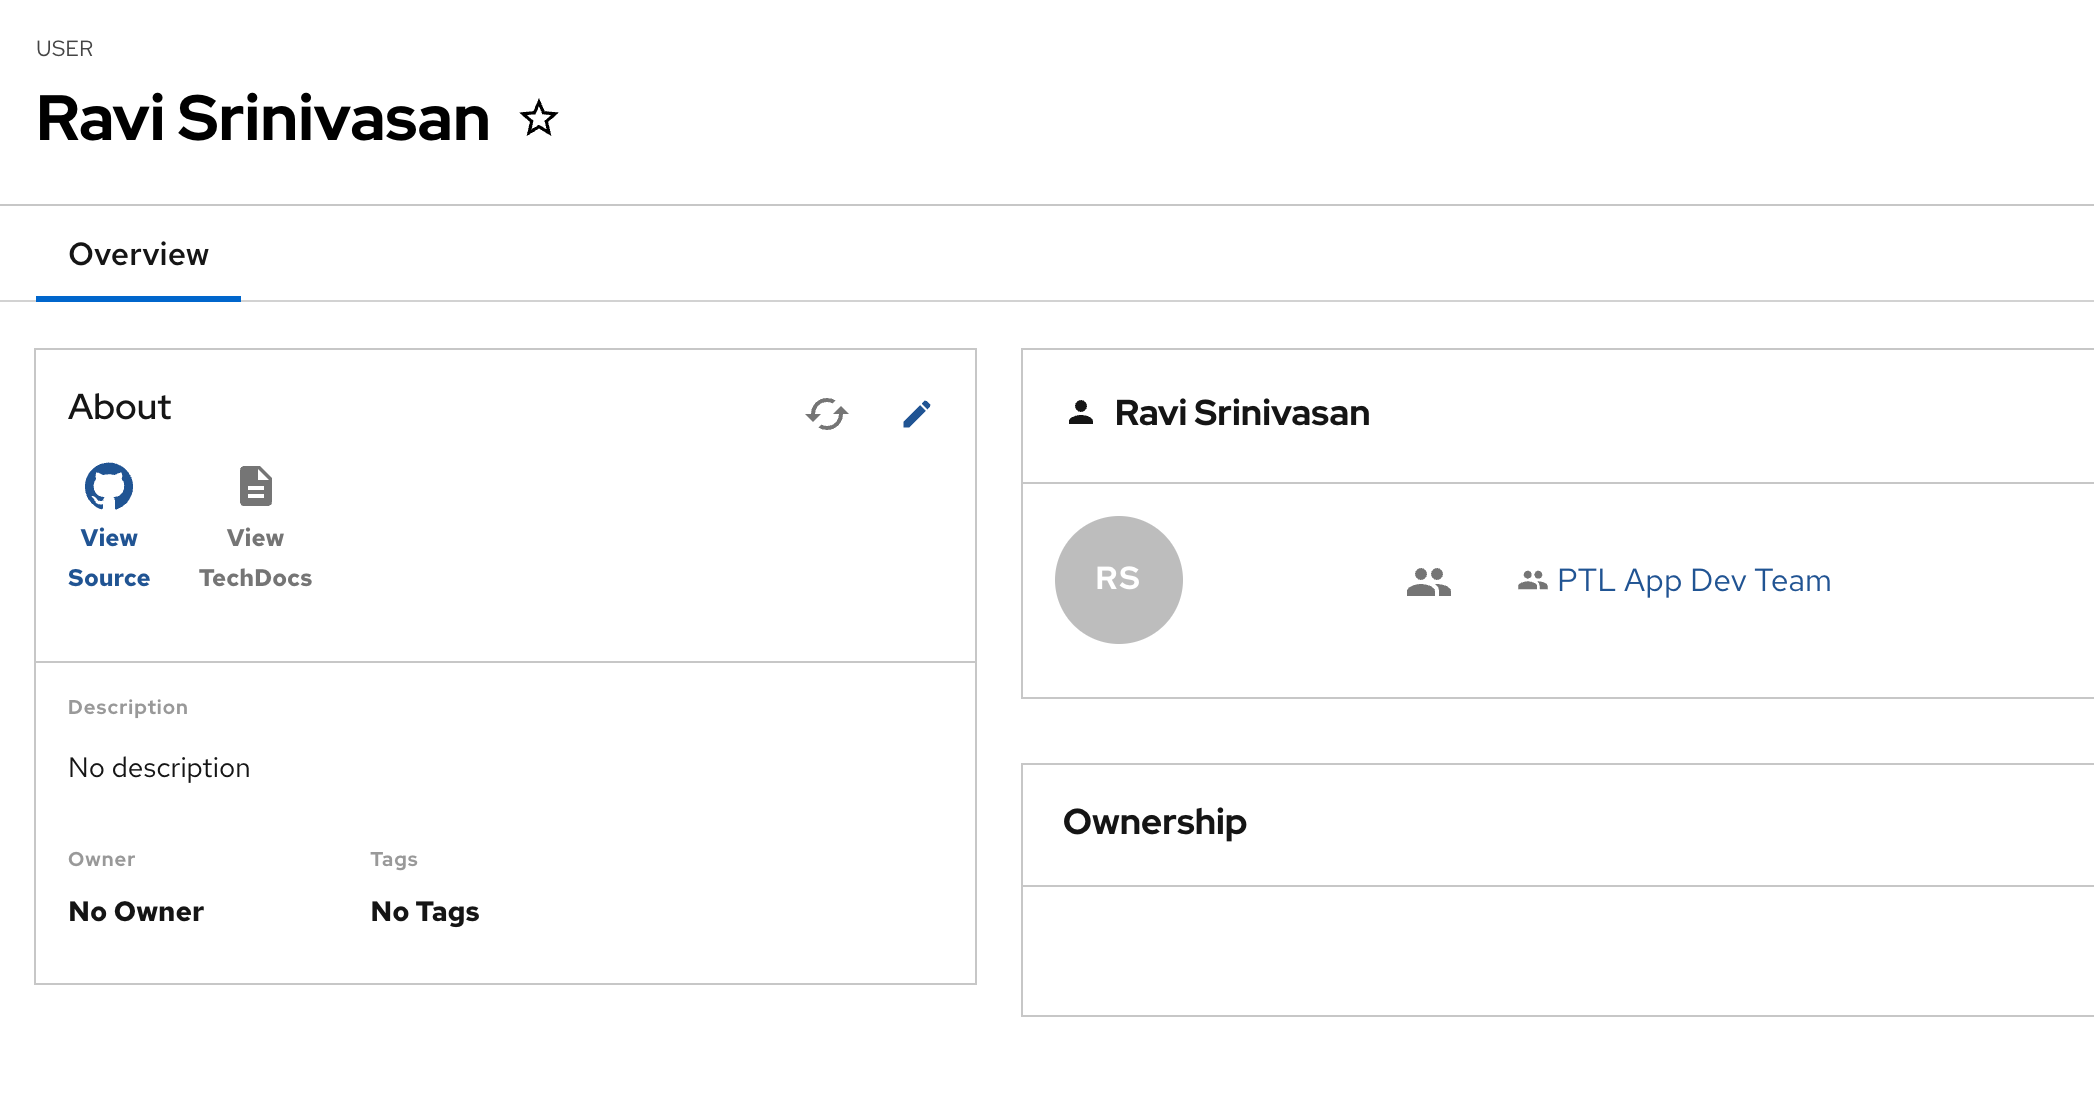 USER
Ravi Srinivasan
Overview
About
View
Source
View
TechDocs
Description
No description
Owner
No Owner
Tags
No Tags
Ravi Srinivasan
RS
PTL App Dev Team
Ownership